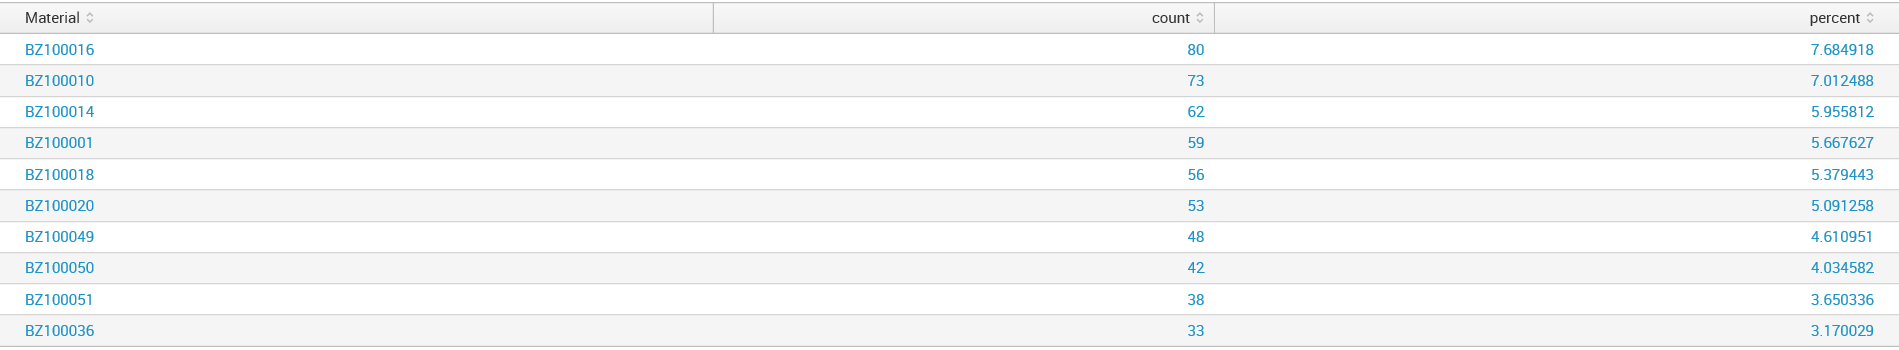 Material count percent
BZ100016 80 7.684918
BZ100010 73 7.012488
BZ100014 62 5.955812
BZ100001 59 5.667627
BZ100018 56 5.379443
BZ100020 53 5.091258
BZ100049 48 4.610951
BZ100050 42 4.034582
BZ100051 38 3.650336
BZ100036 33 3.170029